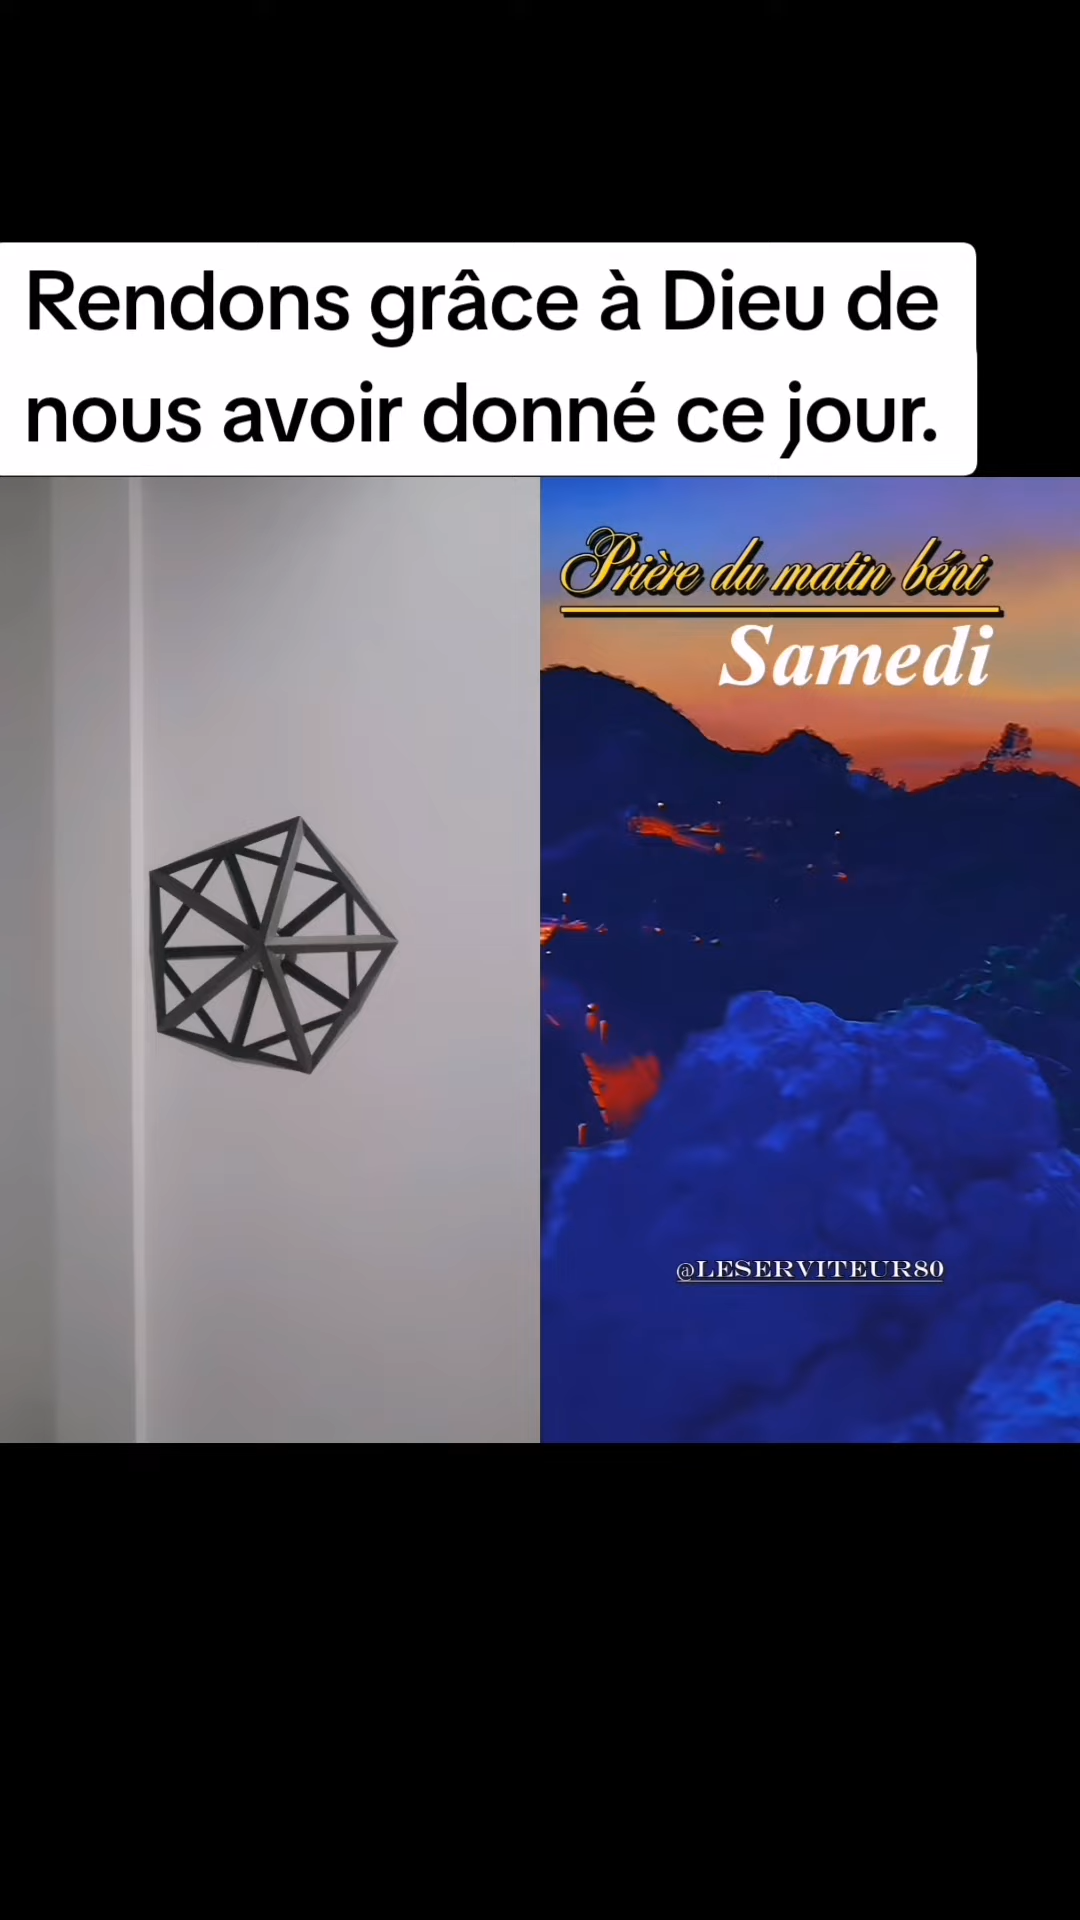 Rendons grâce à Dieu de
nous avoir donné ce jour.
Prière du matin béni
Samedi
@LESERVITEUR80